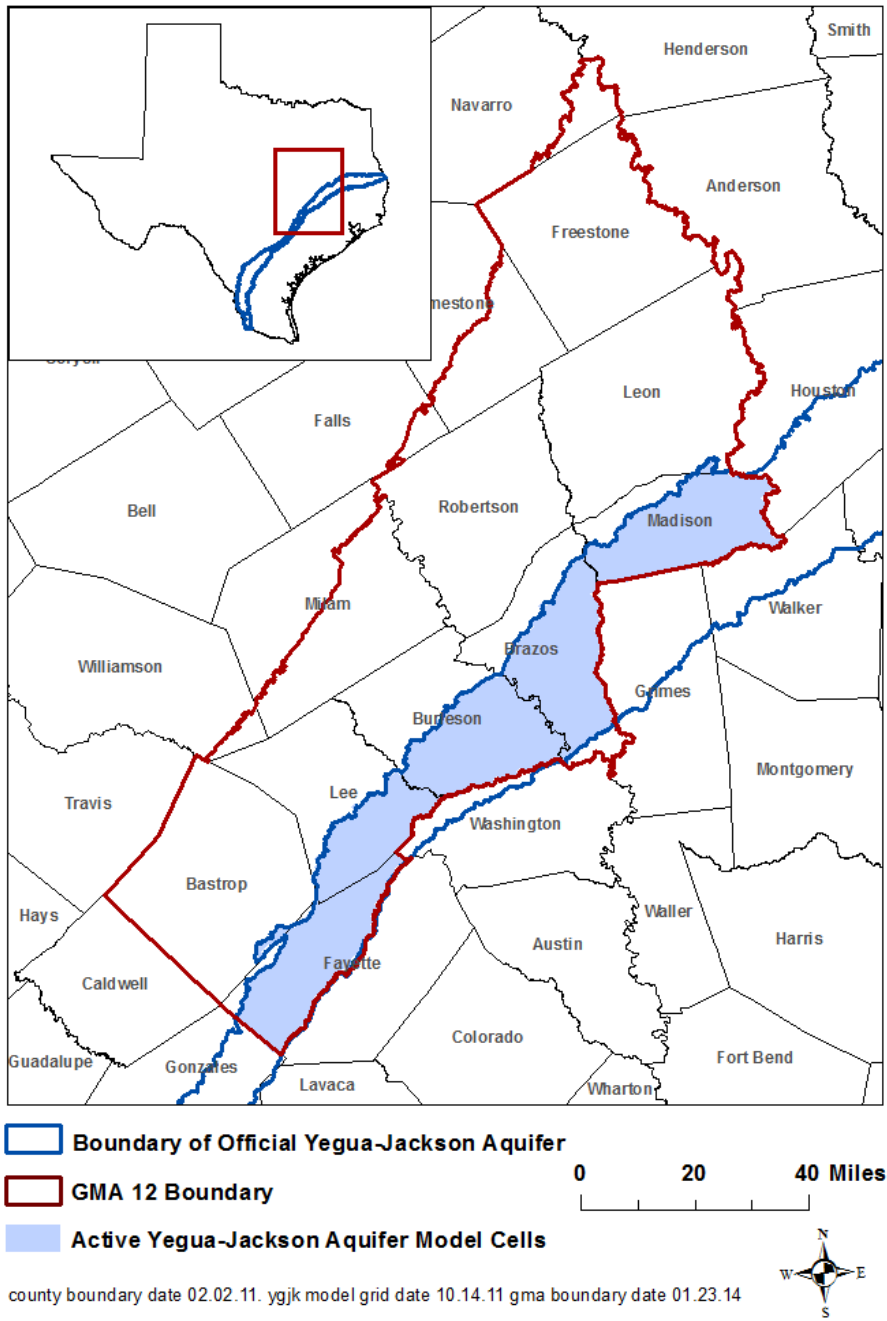 Smith
Henderson
Navarro
Anderson
Freestone
mestone
Houston
Leon
Falls
Bell
Robertson
Madison
Milam
Walker
Williamson
Brazos
Grimes
Burleson
Montgomery
Lee
Travis
Washington
Bastrop
Hays
Waller
Harris
Austin
Fayette
Caldwell
Colorado
Guadalupe
Gonzales
Fort Bend
Lavaca
Wharton
Boundary of Official Yegua-Jackson Aquifer
GMA 12 Boundary
0 20 40 Miles
Active Yegua-Jackson Aquifer Model Cells
N
W E
S
county boundary date 02.02.11. ygjk model grid date 10.14.11 gma boundary date 01.23.14